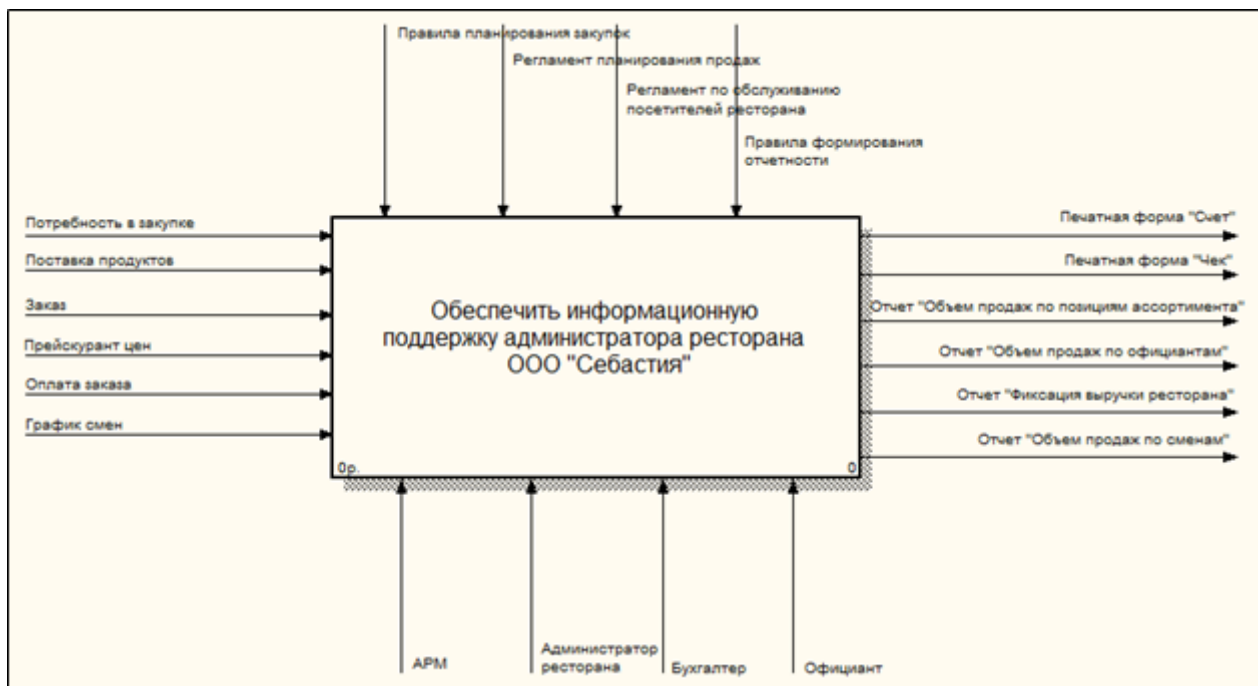 Правила планирования закупок
Регламент планирования продаж
Регламент по обслуживанию
посетителей ресторана
Правила формирования
отчетности
Потребность в закупке
Поставка продуктов
Заказ
Прейскурант цен
Оплата заказа
График смен
Обеспечить информационную
поддержку администратора ресторана
ООО "Себастия"
0р.
0
Печатная форма "Счет"
Печатная форма "Чек"
Отчет "Объем продаж по позициям ассортимента"
Отчет "Объем продаж по официантам"
Отчет "Фиксация выручки ресторана"
Отчет "Объем продаж по сменам"
АРМ
Администратор
ресторана
Бухгалтер
Официант